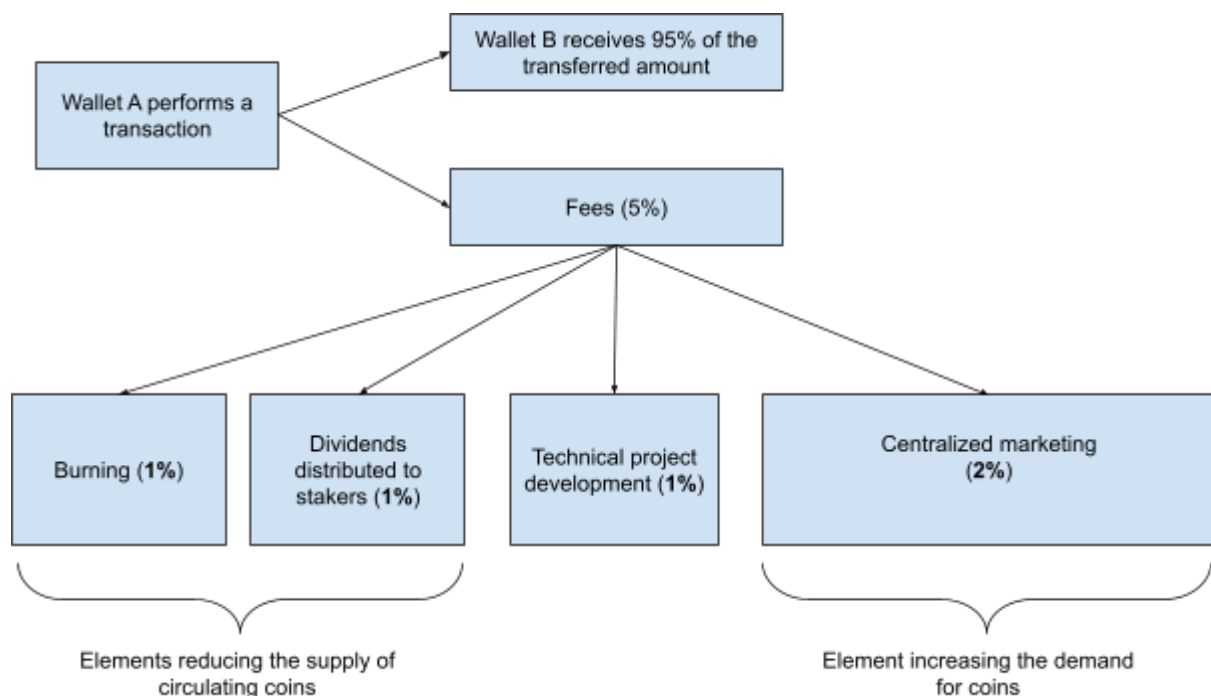 Wallet B receives 95% of the
transferred amount
Wallet A performs a
transaction
Fees (5%)
Burning (1%)
Dividends
distributed to
stakers (1%)
Technical project
development (1%)
Centralized marketing
(2%)
Elements reducing the supply of
circulating coins
Element increasing the demand
for coins